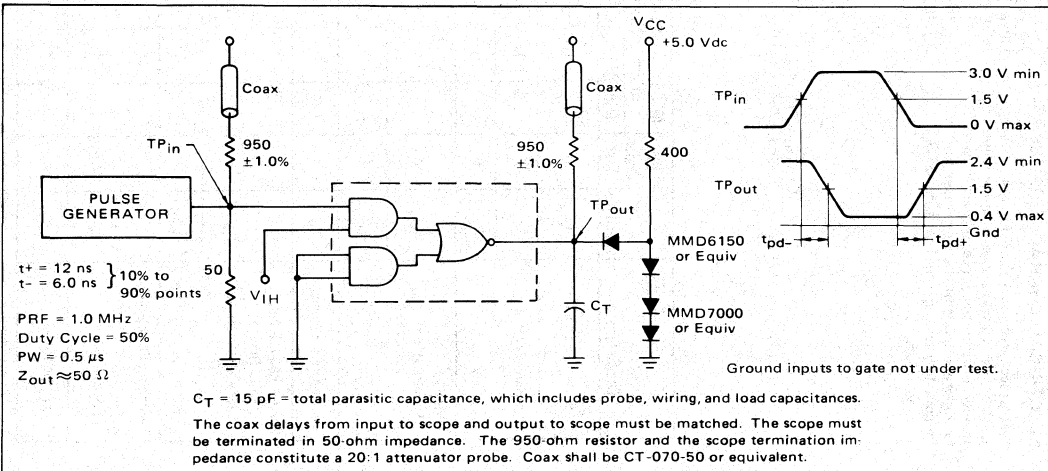 VCC
+5.0 Vdc
Coax
Coax
TPin
950
±1.0%
950
±1.0%
400
PULSE
GENERATOR
TPout
MMD6150
or Equiv
t+ = 12 ns
t- = 6.0 ns
10% to
90% points
50
VIH
CT
MMD7000
or Equiv
PRF = 1.0 MHz
Duty Cycle = 50%
PW = 0.5 μs
Zout ≈50 Ω
TPin
3.0 V min
1.5 V
0 V max
TPout
2.4 V min
1.5 V
0.4 V max
Gnd
tpd-
tpd+
Ground inputs to gate not under test.
CT = 15 pF = total parasitic capacitance, which includes probe, wiring, and load capacitances.
The coax delays from input to scope and output to scope must be matched. The scope must
be terminated in 50-ohm impedance. The 950-ohm resistor and the scope termination im-
pedance constitute a 20:1 attenuator probe. Coax shall be CT-070-50 or equivalent.